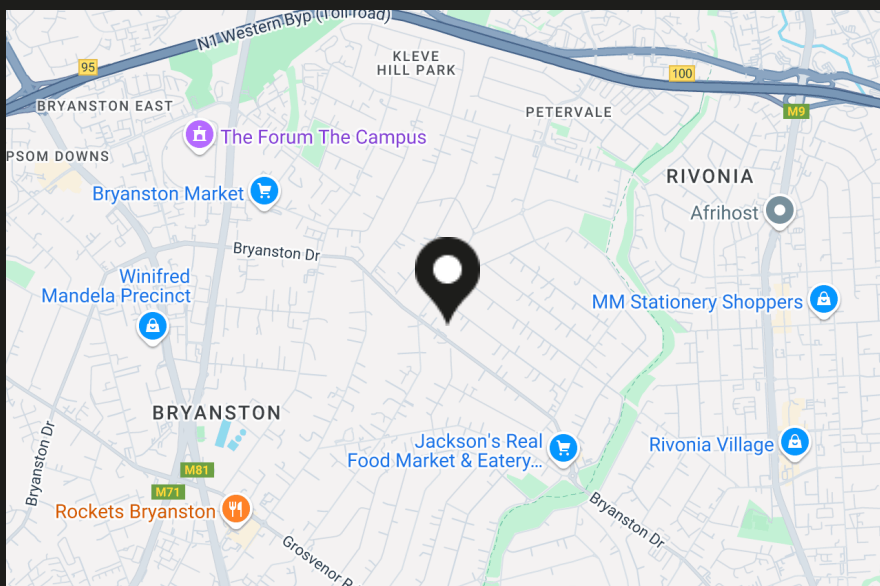 N1 Western Byp (Toll road)
95
KLEVE
HILL PARK
100
BRYANSTON EAST
PETERVALE
M9
The Forum The Campus
PSOM DOWNS
RIVONIA
Bryanston Market
Afrihost
Bryanston Dr
Winifred
Mandela Precinct
MM Stationery Shoppers
BRYANSTON
Bryanston Dr
Jackson's Real
Food Market & Eatery...
Rivonia Village
M81
M71
Rockets Bryanston
Bryanston Dr
Grosvenor R